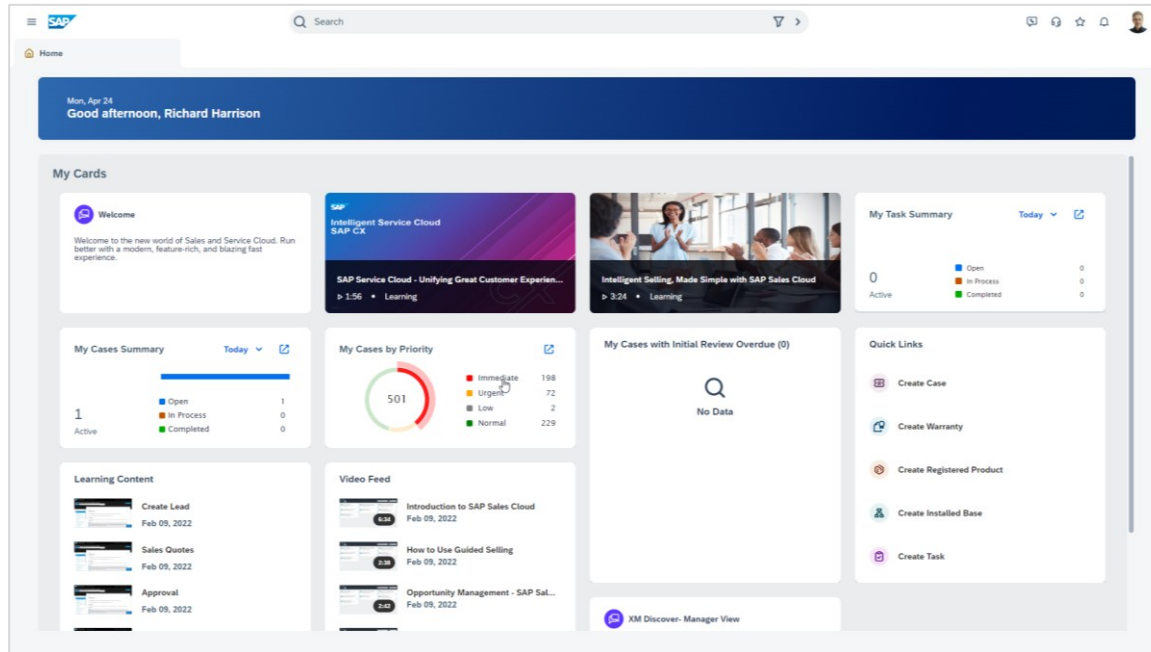 SAP
Search
Home
Mon, Apr 24
Good afternoon, Richard Harrison
My Cards
Welcome
Welcome to the new world of Sales and Service Cloud. Run
better with a modern, feature-rich, and blazing fast
experience.
SAP
Intelligent Service Cloud
SAP CX
SAP Service Cloud - Unifying Great Customer Experien...
1:56 • Learning
Intelligent Selling, Made Simple with SAP Sales Cloud
3:24 • Learning
My Task Summary Today
0
Active
Open 0
In Process 0
Completed 0
My Cases Summary Today
1
Active
Open 1
In Process 0
Completed 0
My Cases by Priority
501
Immediate 198
Urgent 72
Low 2
Normal 229
My Cases with Initial Review Overdue (0)
No Data
Quick Links
Create Case
Create Warranty
Create Registered Product
Create Installed Base
Create Task
Learning Content
Create Lead
Feb 09, 2022
Sales Quotes
Feb 09, 2022
Approval
Feb 09, 2022
Video Feed
6:34
Introduction to SAP Sales Cloud
Feb 09, 2022
2:38
How to Use Guided Selling
Feb 09, 2022
2:42
Opportunity Management - SAP Sal...
Feb 09, 2022
XM Discover- Manager View